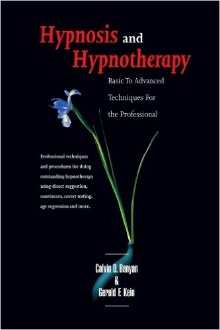 Hypnosis and
Hypnotherapy
Basic To Advanced
Techniques For
the Professional
Professional techniques
and procedures for doing
outstanding hypnotherapy
using direct suggestion,
convincers, covert testing,
age regression and more.
Calvin D. Banyan
&
Gerald F. Kein